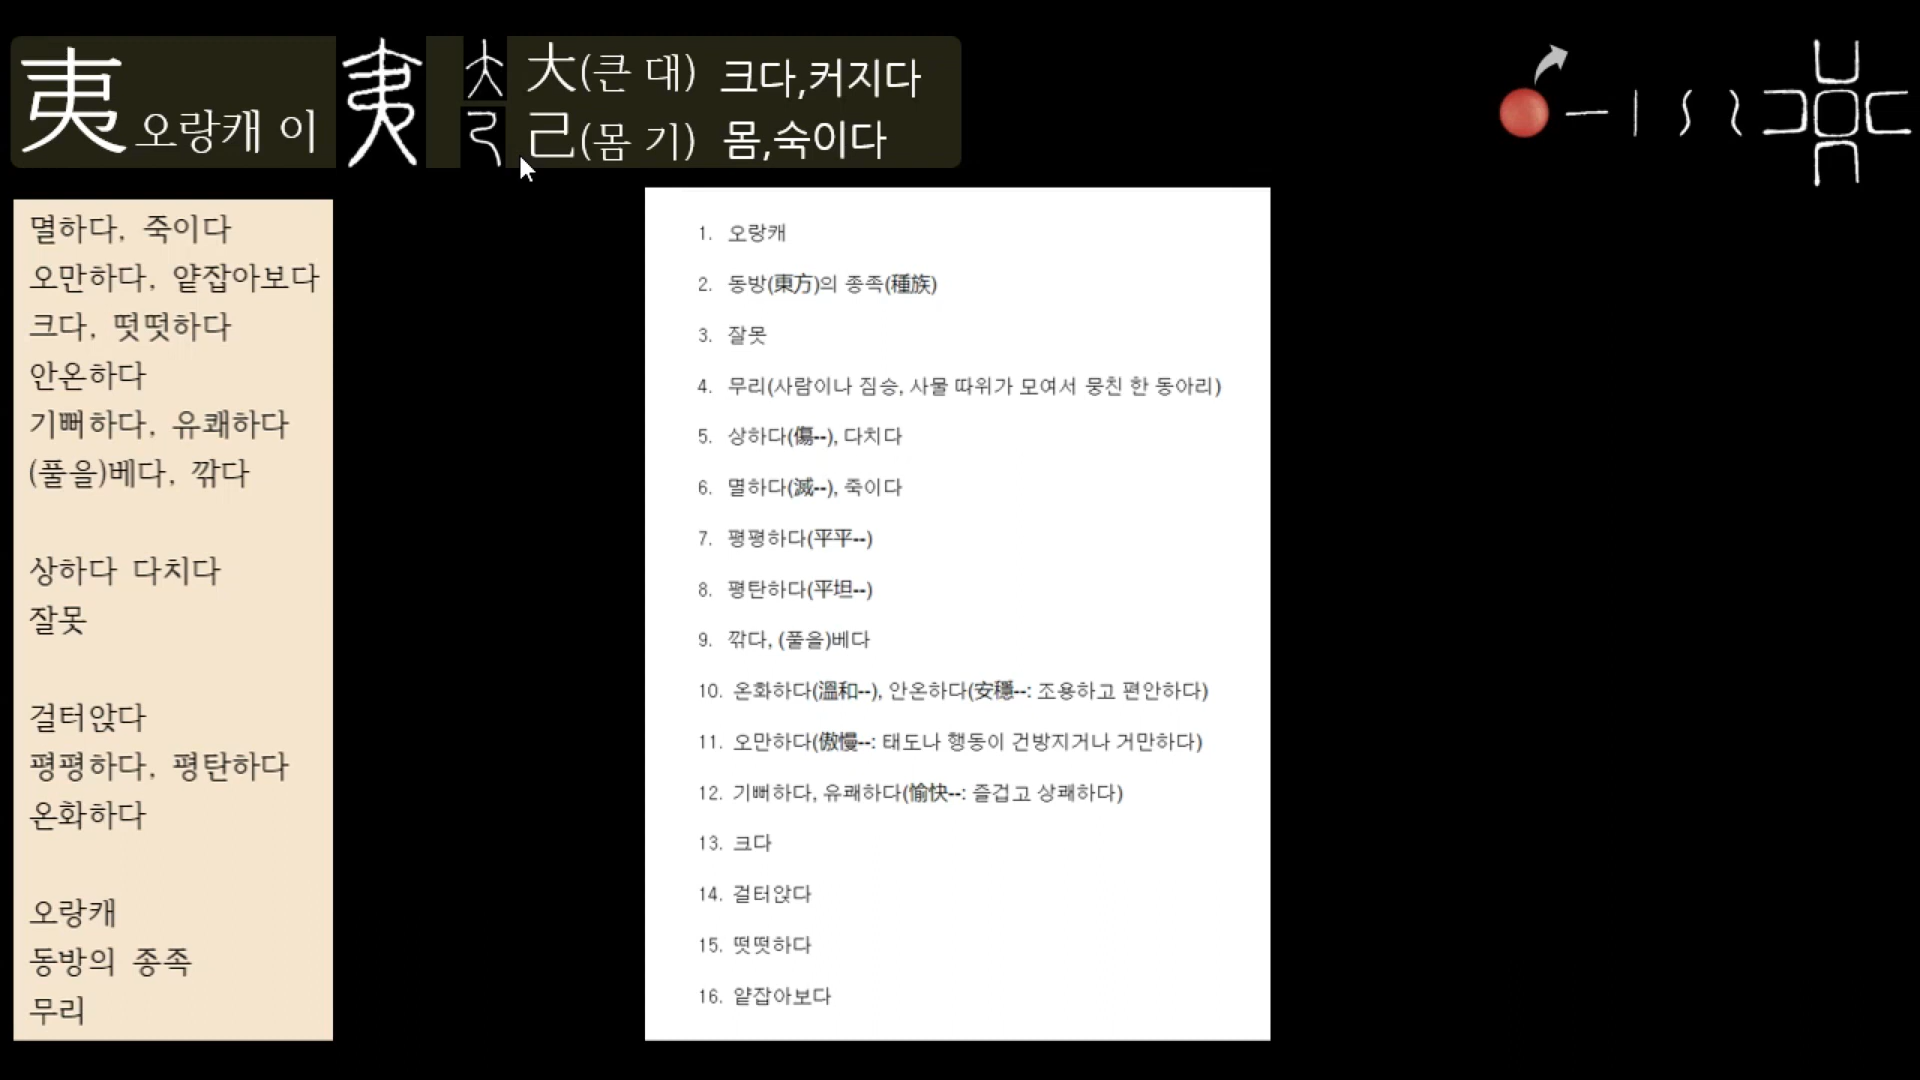 夷 오랑캐 이
大(큰 대) 크다,커지다
己(몸 기) 몸,숙이다
멸하다, 죽이다
오만하다, 얕잡아보다
크다, 떳떳하다
안온하다
기뻐하다, 유쾌하다
(풀을)베다, 깎다
상하다 다치다
잘못
걸터앉다
평평하다, 평탄하다
온화하다
오랑캐
동방의 종족
무리
1. 오랑캐
2. 동방(東方)의 종족(種族)
3. 잘못
4. 무리(사람이나 짐승, 사물 따위가 모여서 뭉친 한 동아리)
5. 상하다(傷--), 다치다
6. 멸하다(滅--), 죽이다
7. 평평하다(平平--)
8. 평탄하다(平坦--)
9. 깎다, (풀을)베다
10. 온화하다(溫和--), 안온하다(安穩--: 조용하고 편안하다)
11. 오만하다(傲慢--: 태도나 행동이 건방지거나 거만하다)
12. 기뻐하다, 유쾌하다(愉快--: 즐겁고 상쾌하다)
13. 크다
14. 걸터앉다
15. 떳떳하다
16. 얕잡아보다